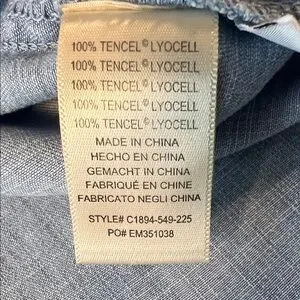 100% TENCEL© LYOCELL
100% TENCEL© LYOCELL
100% TENCEL© LYOCELL
100% TENCEL© LYOCELL
100% TENCEL© LYOCELL
MADE IN CHINA
HECHO EN CHINA
GEMACHT IN CHINA
FABRIQUÉ EN CHINE
FABRICATO NEGLI CHINA
STYLE# C1894-549-225
PO# EM351038